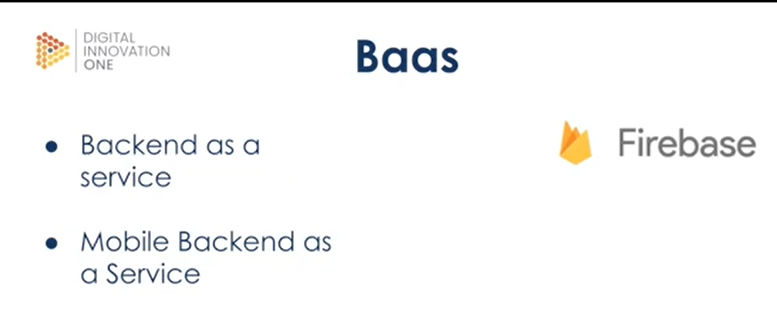 DIGITAL
INNOVATION
ONE
Baas
● Backend as a
service
● Mobile Backend as
a Service
Firebase